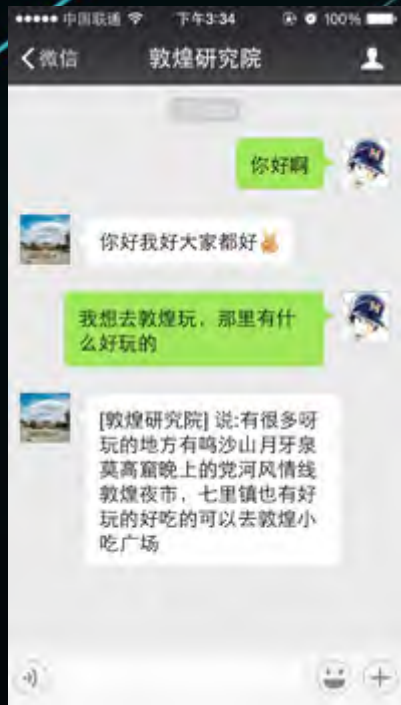 中国联通
下午3:34
100%
微信
敦煌研究院
你好啊
你好我好大家都好✌
我想去敦煌玩，那里有什
么好玩的
[敦煌研究院] 说:有很多呀
玩的地方有鸣沙山月牙泉
莫高窟晚上的党河风情线
敦煌夜市，七里镇也有好
玩的好吃的可以去敦煌小
吃广场